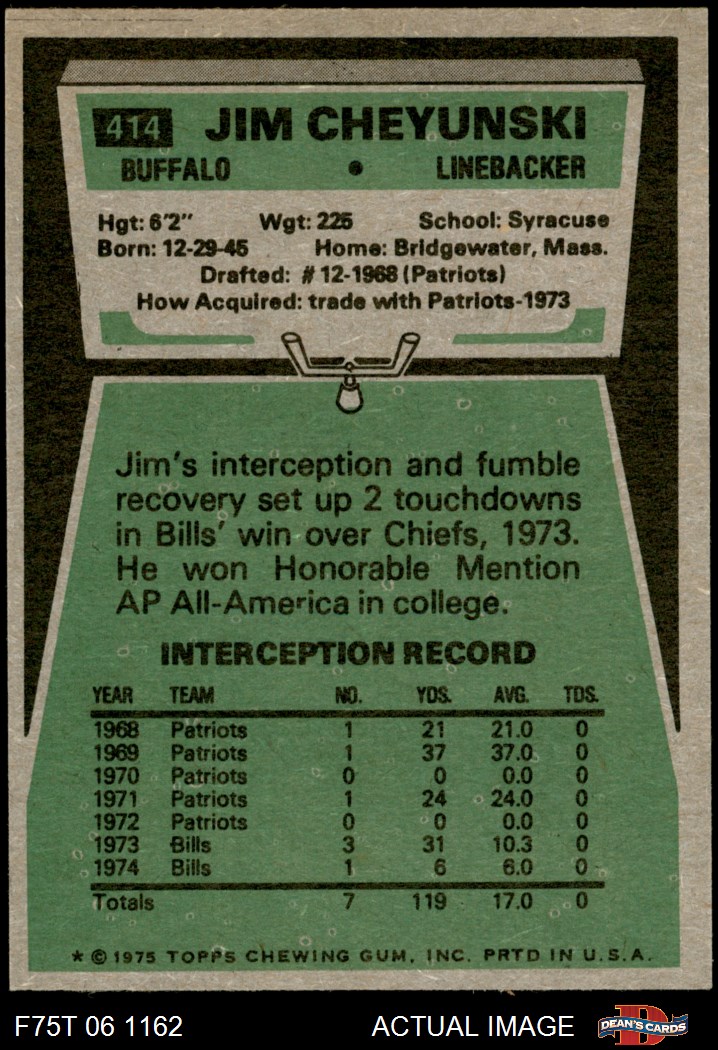 414 JIM CHEYUNSKI
BUFFALO • LINEBACKER
Hgt: 6'2" Wgt: 225 School: Syracuse
Born: 12-29-45 Home: Bridgewater, Mass.
Drafted: #12-1968 (Patriots)
How Acquired: trade with Patriots-1973
Jim's interception and fumble
recovery set up 2 touchdowns
in Bills' win over Chiefs, 1973.
He won Honorable Mention
AP All-America in college.
INTERCEPTION RECORD
YEAR TEAM NO. YDS. AVG. TDS.
1968 Patriots 1 21 21.0 0
1969 Patriots 1 37 37.0 0
1970 Patriots 0 0 0.0 0
1971 Patriots 1 24 24.0 0
1972 Patriots 0 0 0.0 0
1973 Bills 3 31 10.3 0
1974 Bills 1 6 6.0 0
Totals 7 119 17.0 0
* © 1975 TOPPS CHEWING GUM, INC. PRTD IN U.S.A.
F75T 06 1162 ACTUAL IMAGE D DEAN'S CARDS